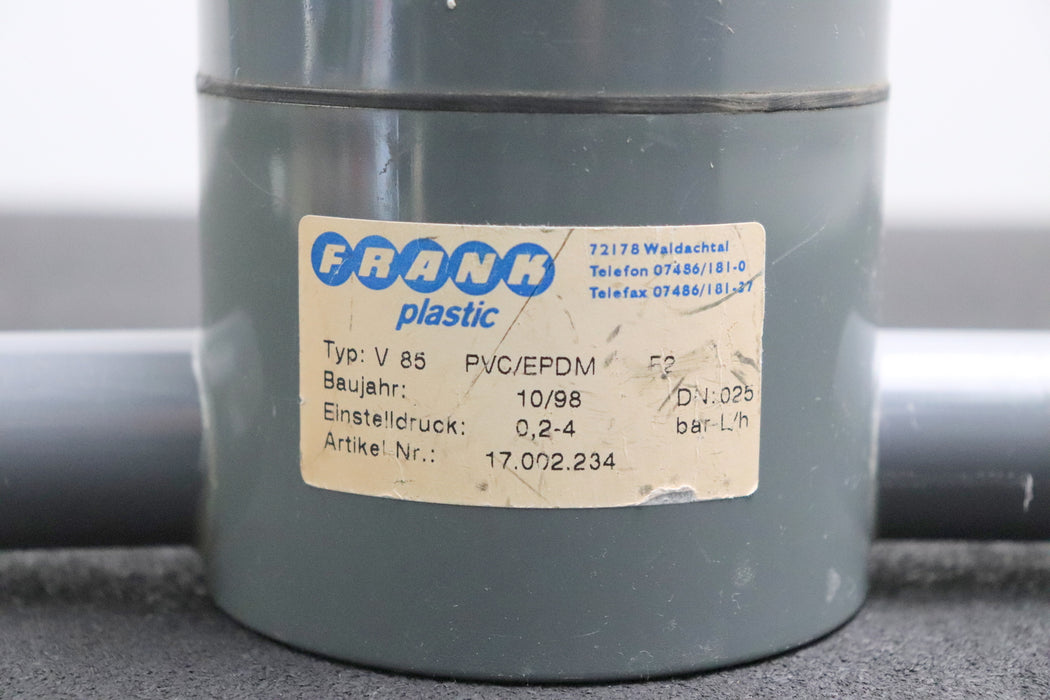 FRANK
plastic
72178 Waldachtal
Telefon 07486/181-0
Telefax 07486/181-27
Typ: V 85 PVC/EPDM F2
Baujahr: 10/98 DN:025
Einstelldruck: 0,2-4 bar-L/h
Artikel Nr.: 17.002.234